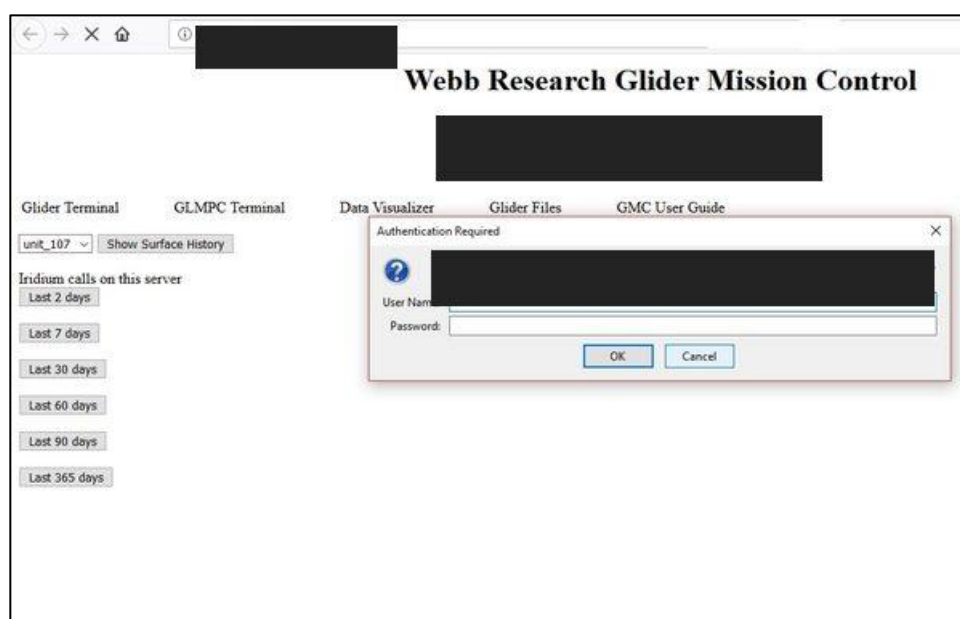 Webb Research Glider Mission Control
Glider Terminal GLMPC Terminal Data Visualizer Glider Files GMC User Guide
unit_107 Show Surface History
Iridium calls on this server
Last 2 days
Last 7 days
Last 30 days
Last 60 days
Last 90 days
Last 365 days
Authentication Required
User Nam
Password:
OK Cancel